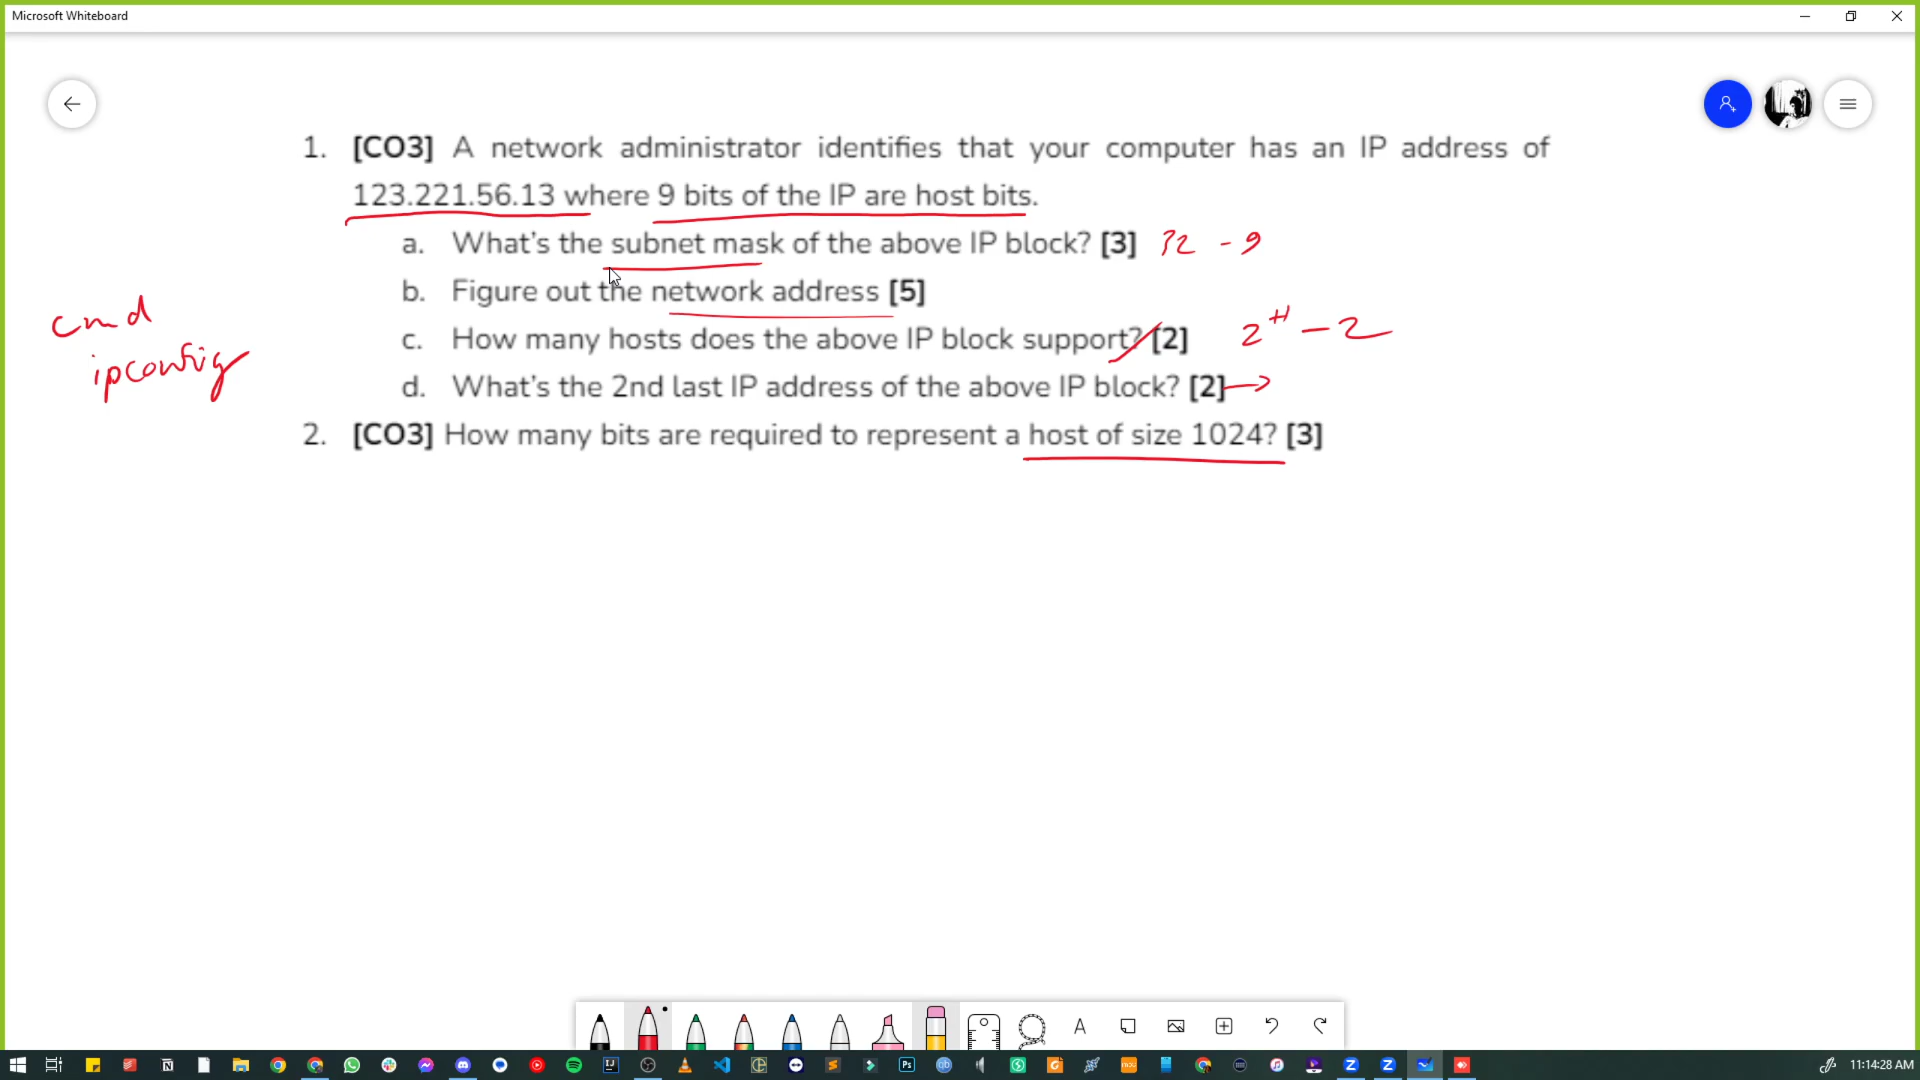 Microsoft Whiteboard
1. [CO3] A network administrator identifies that your computer has an IP address of
123.221.56.13 where 9 bits of the IP are host bits.
a. What's the subnet mask of the above IP block? [3] 32 - 9
b. Figure out the network address [5]
cmd
ipconfig
c. How many hosts does the above IP block support? [2] 2^H - 2
d. What's the 2nd last IP address of the above IP block? [2] →
2. [CO3] How many bits are required to represent a host of size 1024? [3]
11:14:28 AM